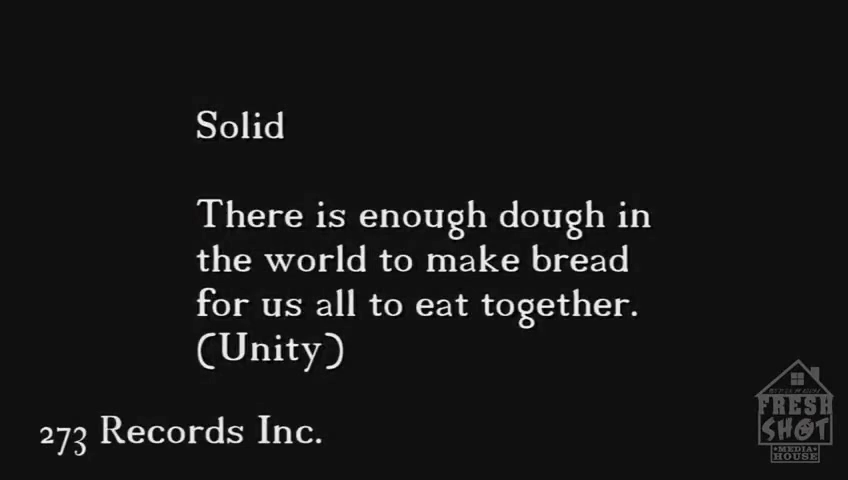 Solid
There is enough dough in
the world to make bread
for us all to eat together.
(Unity)
273 Records Inc.
FRESH
SHOT
MEDIA
HOUSE